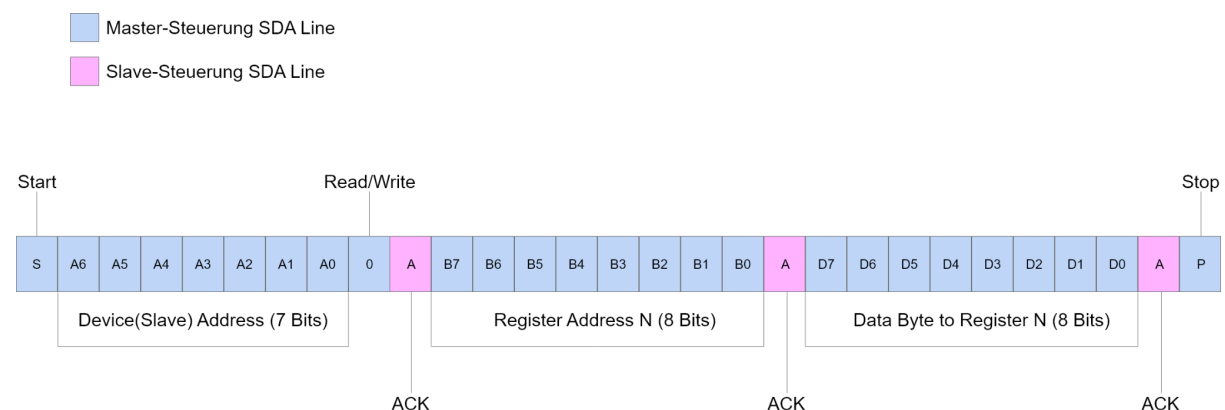 Master-Steuerung SDA Line
Slave-Steuerung SDA Line
Start Read/Write Stop
S A6 A5 A4 A3 A2 A1 A0 0 A B7 B6 B5 B4 B3 B2 B1 B0 A D7 D6 D5 D4 D3 D2 D1 D0 A P
Device(Slave) Address (7 Bits) Register Address N (8 Bits) Data Byte to Register N (8 Bits)
ACK ACK ACK